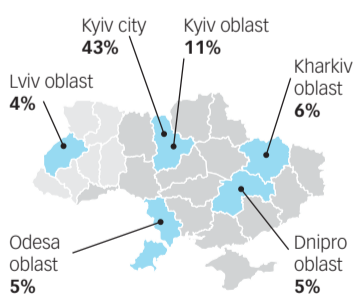 Kyiv city
43%
Kyiv oblast
11%
Kharkiv
oblast
6%
Lviv oblast
4%
Odesa
oblast
5%
Dnipro
oblast
5%